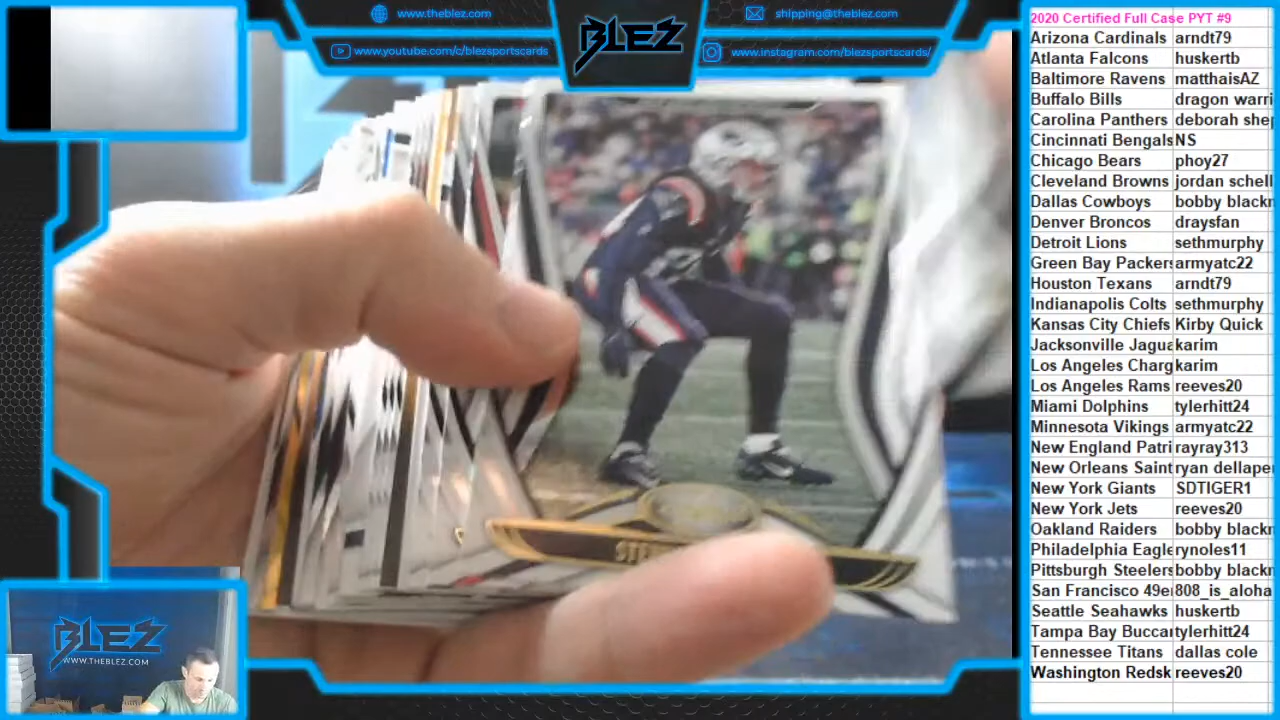 www.theblez.com
shipping@theblez.com
www.youtube.com/c/blezsportscards
www.instagram.com/blezsportscards/
BLEZ
BLEZ
WWW.THEBLEZ.COM
2020 Certified Full Case PYT #9
Arizona Cardinals arndt79
Atlanta Falcons huskertb
Baltimore Ravens matthaisAZ
Buffalo Bills dragon warri
Carolina Panthers deborah shep
Cincinnati Bengals NS
Chicago Bears phoy27
Cleveland Browns jordan schell
Dallas Cowboys bobby blackn
Denver Broncos draysfan
Detroit Lions sethmurphy
Green Bay Packers armyatc22
Houston Texans arndt79
Indianapolis Colts sethmurphy
Kansas City Chiefs Kirby Quick
Jacksonville Jagua karim
Los Angeles Charg karim
Los Angeles Rams reeves20
Miami Dolphins tylerhitt24
Minnesota Vikings armyatc22
New England Patri rayray313
New Orleans Saint ryan dellape
New York Giants SDTIGER1
New York Jets reeves20
Oakland Raiders bobby blackn
Philadelphia Eagle rynoles11
Pittsburgh Steelers bobby blackn
San Francisco 49e 808_is_aloha
Seattle Seahawks huskertb
Tampa Bay Bucca tylerhitt24
Tennessee Titans dallas cole
Washington Redsk reeves20